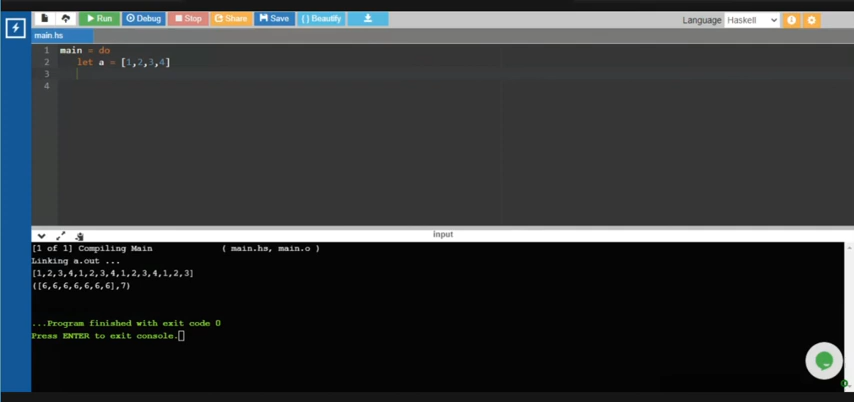 Run Debug Stop Share Save { } Beautify Language Haskell
main hs
1 main = do
2 let a = [1,2,3,4]
3
4
input
[1 of 1] Compiling Main ( main.hs, main.o )
Linking a.out ...
[1,2,3,4,1,2,3,4,1,2,3,4,1,2,3]
([6,6,6,6,6,6,6],7)
...Program finished with exit code 0
Press ENTER to exit console.